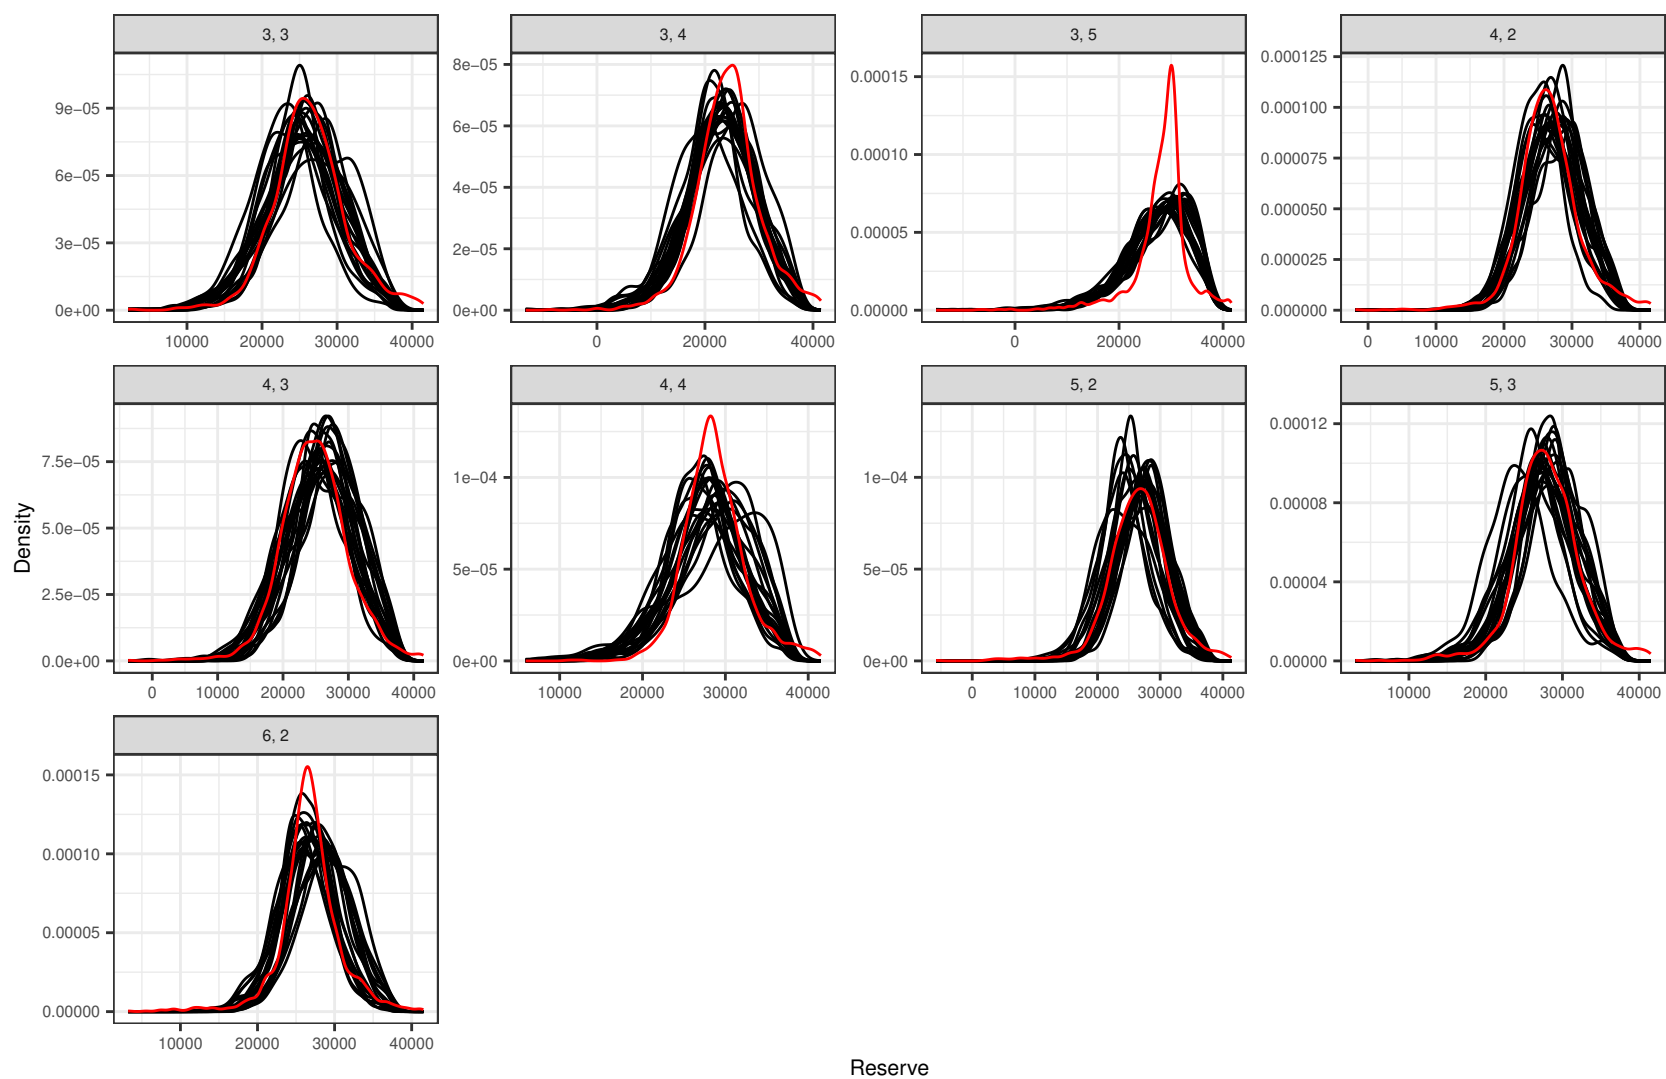 3, 3
3, 4
3, 5
4, 2
0e+00
3e−05
6e−05
9e−05
10000 20000 30000 40000
0e+00
2e−05
4e−05
6e−05
8e−05
0 20000 40000
0.00000
0.00005
0.00010
0.00015
0 20000 40000
0.000000
0.000025
0.000050
0.000075
0.000100
0.000125
0 10000 20000 30000 40000
4, 3
4, 4
5, 2
5, 3
0.0e+00
2.5e−05
5.0e−05
7.5e−05
0 10000 20000 30000 40000
0e+00
5e−05
1e−04
10000 20000 30000 40000
0e+00
5e−05
1e−04
0 10000 20000 30000 40000
0.00000
0.00004
0.00008
0.00012
10000 20000 30000 40000
6, 2
0.00000
0.00005
0.00010
0.00015
10000 20000 30000 40000
Density
Reserve